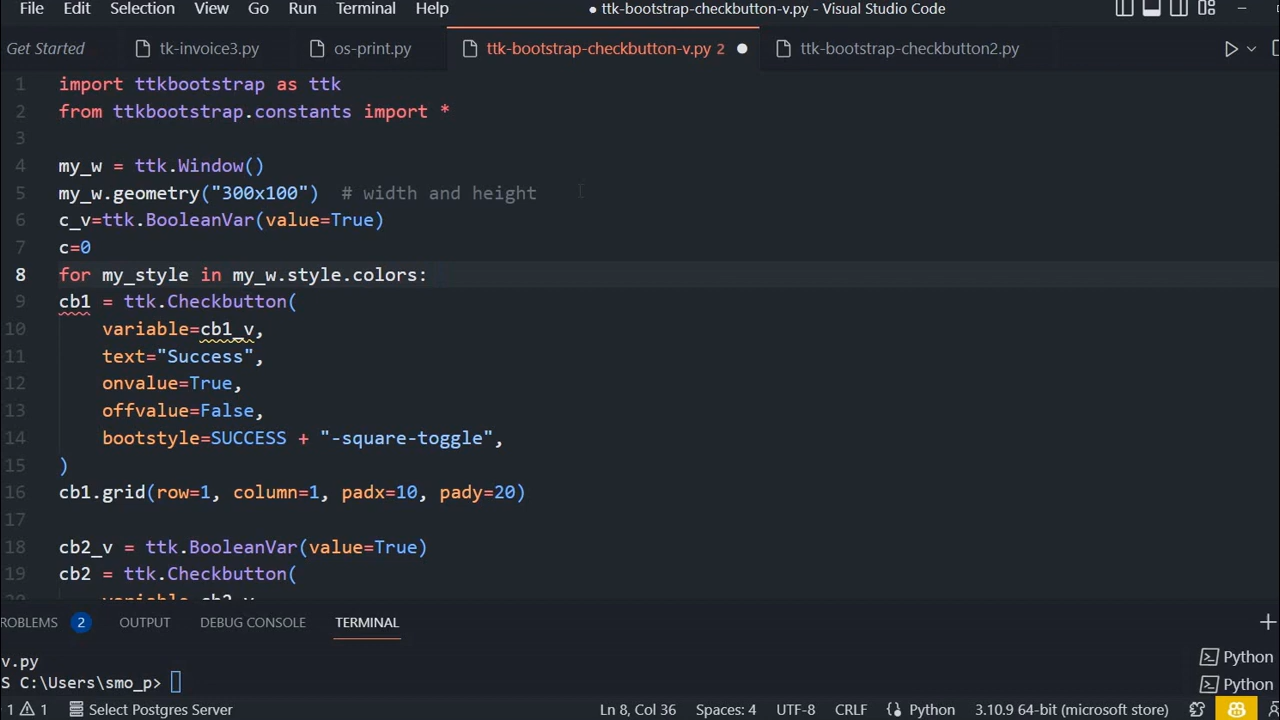 File Edit Selection View Go Run Terminal Help ● ttk-bootstrap-checkbutton-v.py - Visual Studio Code
Get Started tk-invoice3.py os-print.py ttk-bootstrap-checkbutton-v.py 2 ttk-bootstrap-Checkbutton2.py
1 import ttkbootstrap as ttk
2 from ttkbootstrap.constants import *
3
4 my_w = ttk.Window()
5 my_w.geometry("300x100")  # width and height
6 c_v=ttk.BooleanVar(value=True)
7 c=0
8 for my_style in my_w.style.colors:
9 cb1 = ttk.Checkbutton(
10     variable=cb1_v,
11     text="Success",
12     onvalue=True,
13     offvalue=False,
14     bootstyle=SUCCESS + "-square-toggle",
15 )
16 cb1.grid(row=1, column=1, padx=10, pady=20)
17
18 cb2_v = ttk.BooleanVar(value=True)
19 cb2 = ttk.Checkbutton(
20     variable=cb2_v,
ROBLEMS 2 OUTPUT DEBUG CONSOLE TERMINAL
v.py
Python
S C:\Users\smo_p>
Python
1 1 Select Postgres Server Ln 8, Col 36 Spaces: 4 UTF-8 CRLF Python 3.10.9 64-bit (microsoft store)